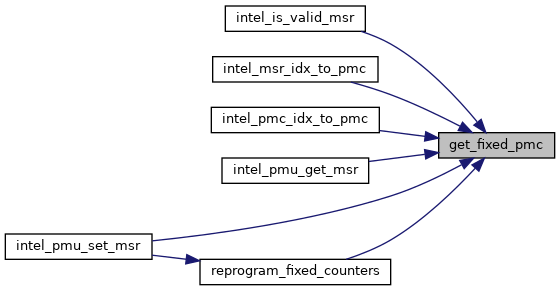 intel_is_valid_msr
intel_msr_idx_to_pmc
intel_pmc_idx_to_pmc
get_fixed_pmc
intel_pmu_get_msr
intel_pmu_set_msr
reprogram_fixed_counters